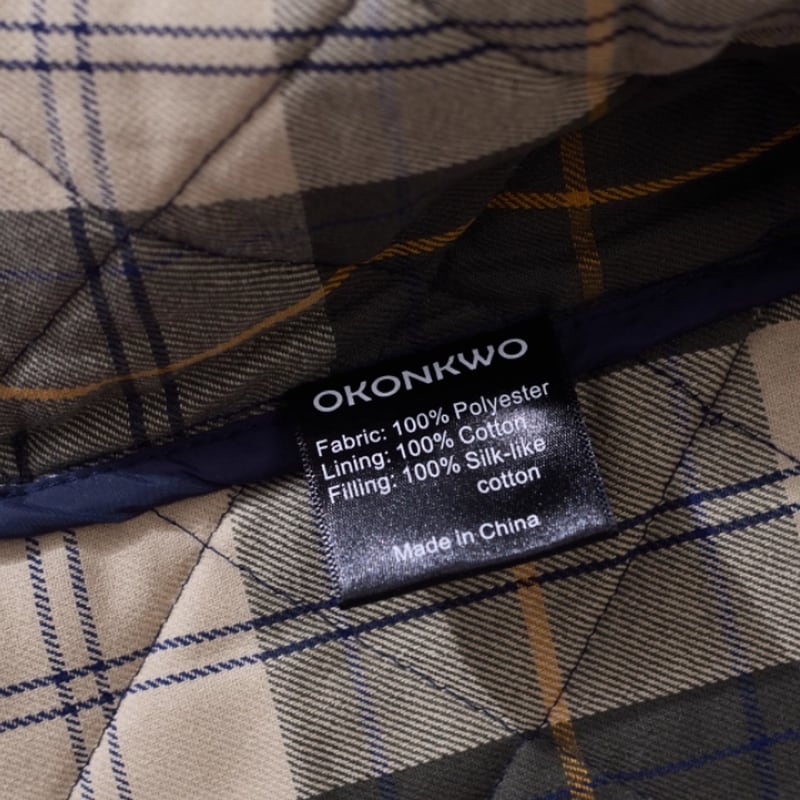 OKONKWO
Fabric: 100% Polyester
Lining: 100% Cotton
Filling: 100% Silk-like
cotton
Made in China